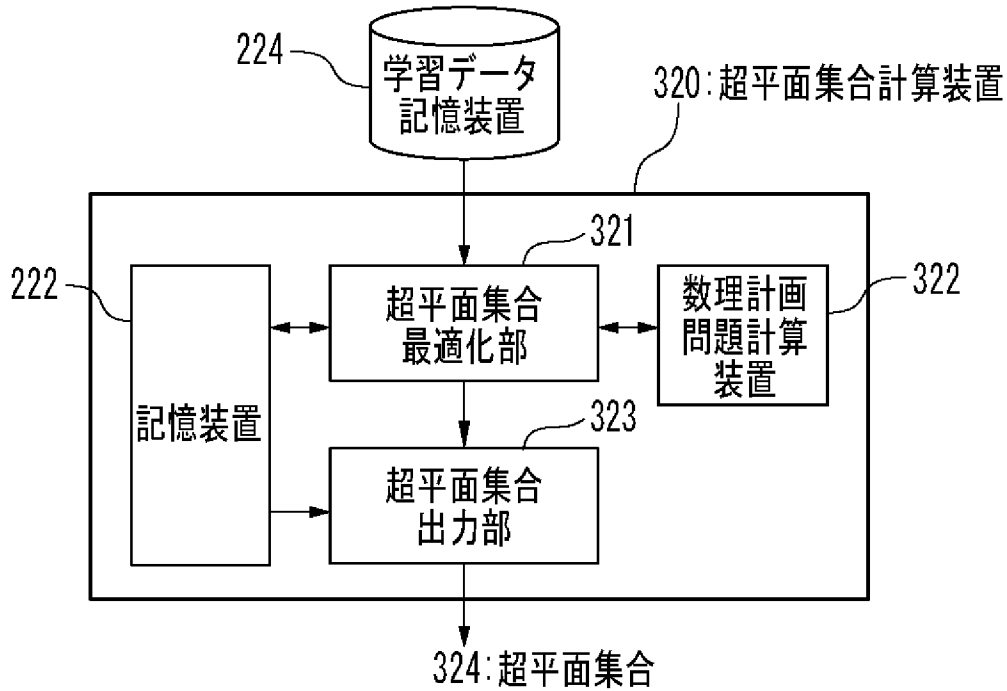 224
学習データ
記憶装置
320:超平面集合計算装置
321
222
322
超平面集合
最適化部
数理計画
問題計算
装置
記憶装置
323
超平面集合
出力部
324:超平面集合